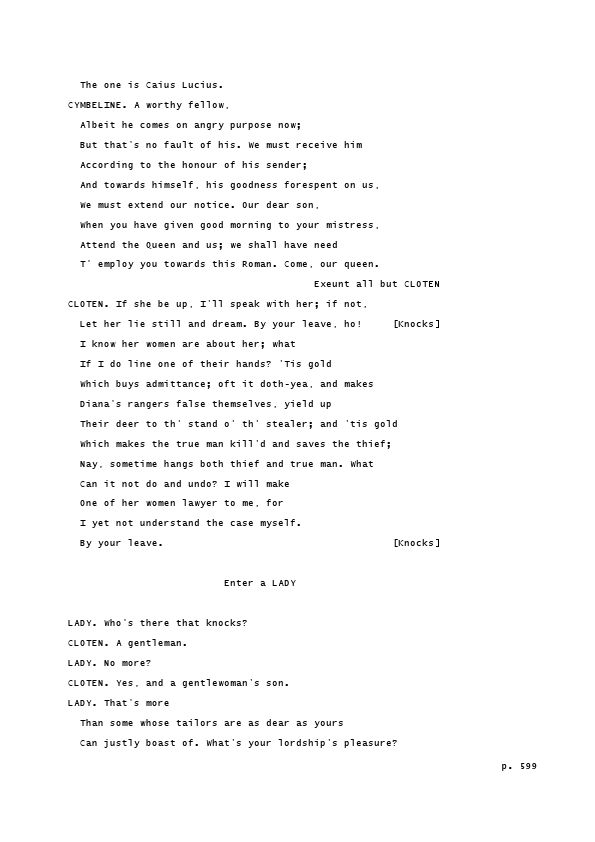 The one is Caius Lucius.
CYMBELINE. A worthy fellow,
Albeit he comes on angry purpose now;
But that's no fault of his. We must receive him
According to the honour of his sender;
And towards himself, his goodness forespent on us,
We must extend our notice. Our dear son,
When you have given good morning to your mistress,
Attend the Queen and us; we shall have need
T' employ you towards this Roman. Come, our queen.
Exeunt all but CLOTEN
CLOTEN. If she be up, I'll speak with her; if not,
Let her lie still and dream. By your leave, ho! [Knocks]
I know her women are about her; what
If I do line one of their hands? 'Tis gold
Which buys admittance; oft it doth-yea, and makes
Diana's rangers false themselves, yield up
Their deer to th' stand o' th' stealer; and 'tis gold
Which makes the true man kill'd and saves the thief;
Nay, sometime hangs both thief and true man. What
Can it not do and undo? I will make
One of her women lawyer to me, for
I yet not understand the case myself.
By your leave. [Knocks]
Enter a LADY
LADY. Who's there that knocks?
CLOTEN. A gentleman.
LADY. No more?
CLOTEN. Yes, and a gentlewoman's son.
LADY. That's more
Than some whose tailors are as dear as yours
Can justly boast of. What's your lordship's pleasure?
p. 599